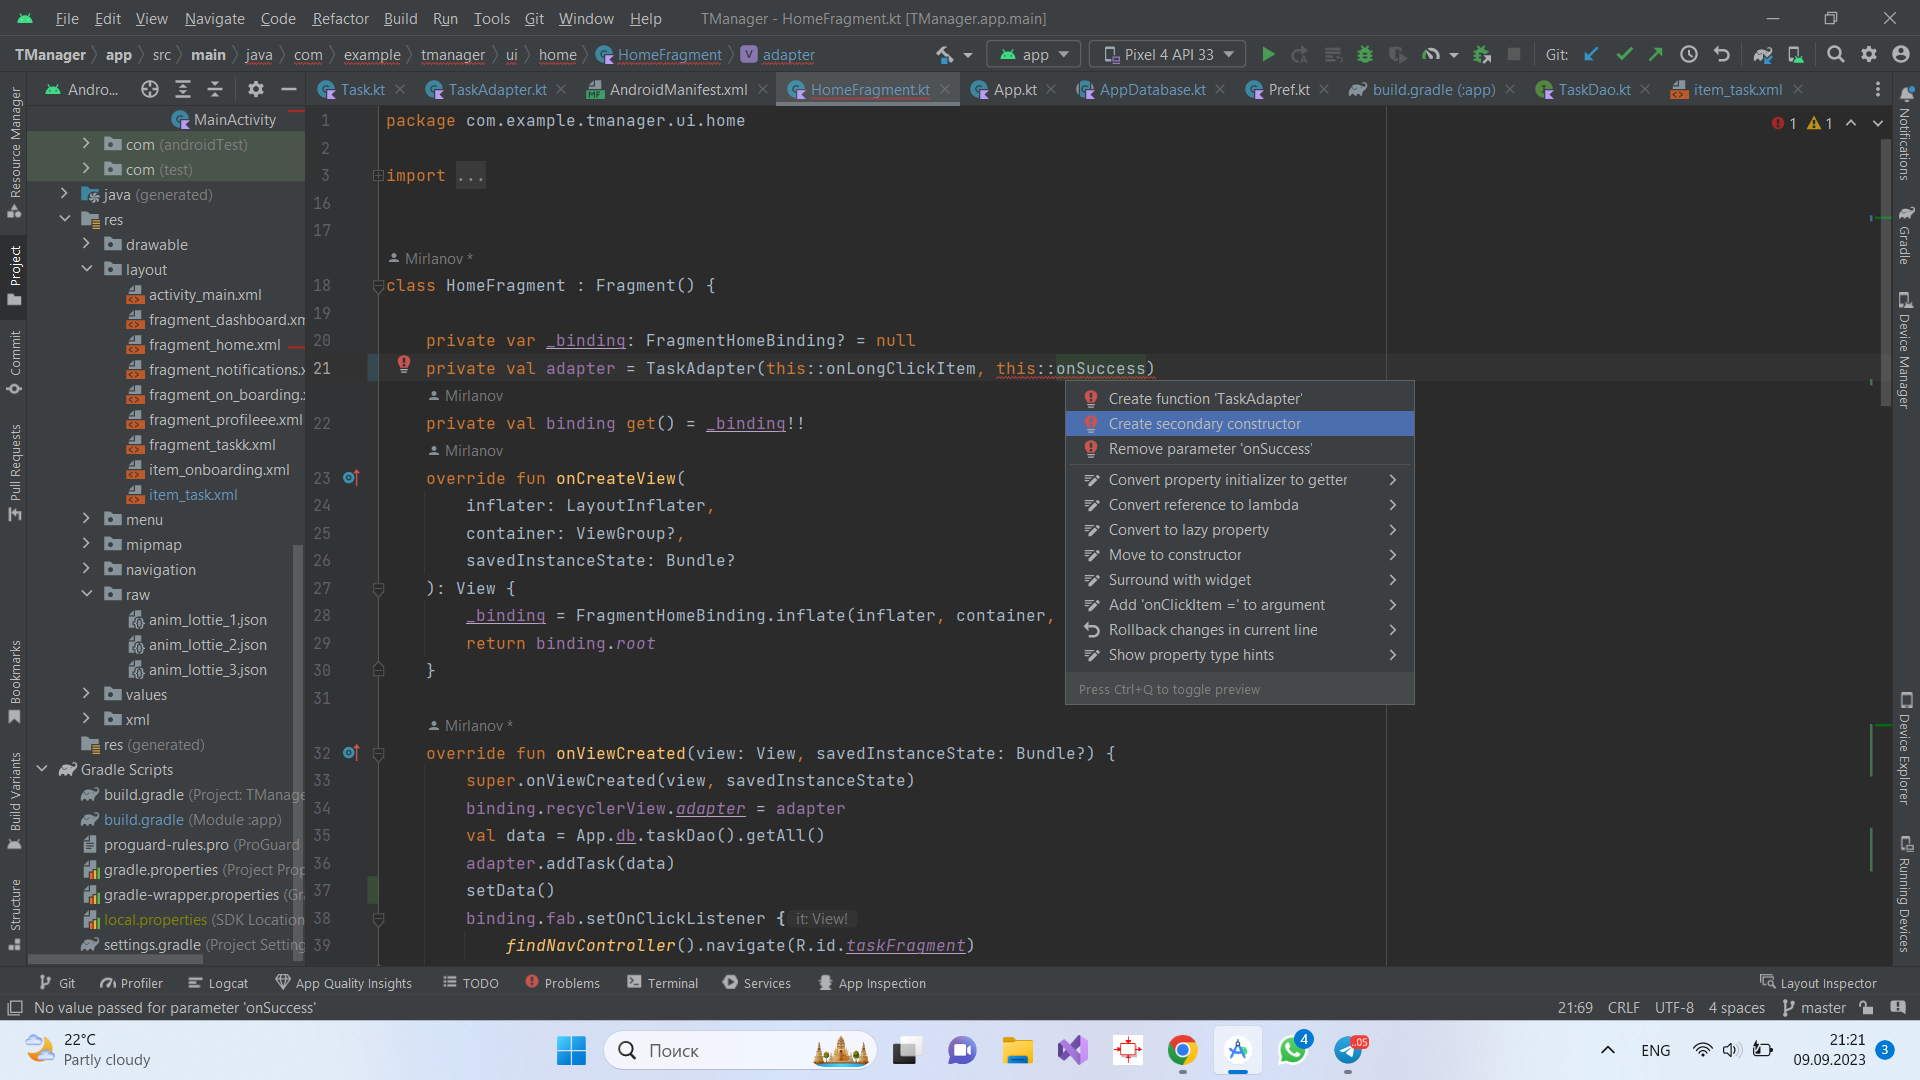 File Edit View Navigate Code Refactor Build Run Tools Git Window Help TManager - HomeFragment.kt [TManager.app.main]
TManager app src main java com example tmanager ui home HomeFragment V adapter app Pixel 4 API 33 Git:
Andro... Task.kt TaskAdapter.kt AndroidManifest.xml HomeFragment.kt App.kt AppDatabase.kt Pref.kt build.gradle (:app) TaskDao.kt item_task.xml
Resource Manager
Project
Commit
Pull Requests
Bookmarks
Build Variants
Structure
MainActivity
com (androidTest)
com (test)
java (generated)
res
drawable
layout
activity_main.xml
fragment_dashboard.xm
fragment_home.xml
fragment_notifications.x
fragment_on_boarding.
fragment_profileee.xml
fragment_taskk.xml
item_onboarding.xml
item_task.xml
menu
mipmap
navigation
raw
anim_lottie_1.json
anim_lottie_2.json
anim_lottie_3.json
values
xml
res (generated)
Gradle Scripts
build.gradle (Project: TManage
build.gradle (Module :app)
proguard-rules.pro (ProGuard
gradle.properties (Project Prop
gradle-wrapper.properties (Gra
local.properties (SDK Location
settings.gradle (Project Setting
1 1
1 package com.example.tmanager.ui.home
2
3 import ...
16
17
Mirlanov *
18 class HomeFragment : Fragment() {
19
20 private var _binding: FragmentHomeBinding? = null
21 private val adapter = TaskAdapter(this::onLongClickItem, this::onSuccess)
Mirlanov
22 private val binding get() = _binding!!
Mirlanov
23 override fun onCreateView(
24 inflater: LayoutInflater,
25 container: ViewGroup?,
26 savedInstanceState: Bundle?
27 ): View {
28 _binding = FragmentHomeBinding.inflate(inflater, container,
29 return binding.root
30 }
31
Mirlanov *
32 override fun onViewCreated(view: View, savedInstanceState: Bundle?) {
33 super.onViewCreated(view, savedInstanceState)
34 binding.recyclerView.adapter = adapter
35 val data = App.db.taskDao().getAll()
36 adapter.addTask(data)
37 setData()
38 binding.fab.setOnClickListener { it: View!
39 findNavController().navigate(R.id.taskFragment)
Create function 'TaskAdapter'
Create secondary constructor
Remove parameter 'onSuccess'
Convert property initializer to getter
Convert reference to lambda
Convert to lazy property
Move to constructor
Surround with widget
Add 'onClickItem =' to argument
Rollback changes in current line
Show property type hints
Press Ctrl+Q to toggle preview
Notifications
Gradle
Device Manager
Device Explorer
Running Devices
Git Profiler Logcat App Quality Insights TODO Problems Terminal Services App Inspection Layout Inspector
No value passed for parameter 'onSuccess' 21:69 CRLF UTF-8 4 spaces master
22°C
Partly cloudy
Поиск
4
.05
ENG
21:21
09.09.2023
3